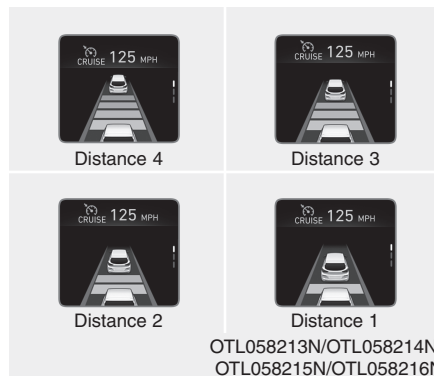 CRUISE 125 MPH
Distance 4
CRUISE 125 MPH
Distance 3
CRUISE 125 MPH
Distance 2
CRUISE 125 MPH
Distance 1
OTL058213N/OTL058214N
OTL058215N/OTL058216N